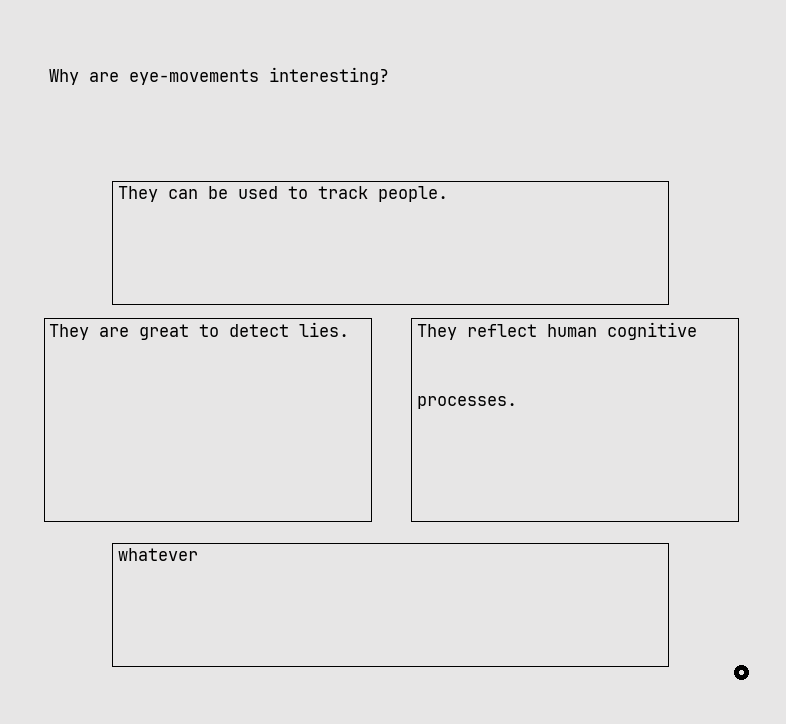 Why are eye-movements interesting?
They can be used to track people.
They are great to detect lies.
They reflect human cognitive
processes.
whatever